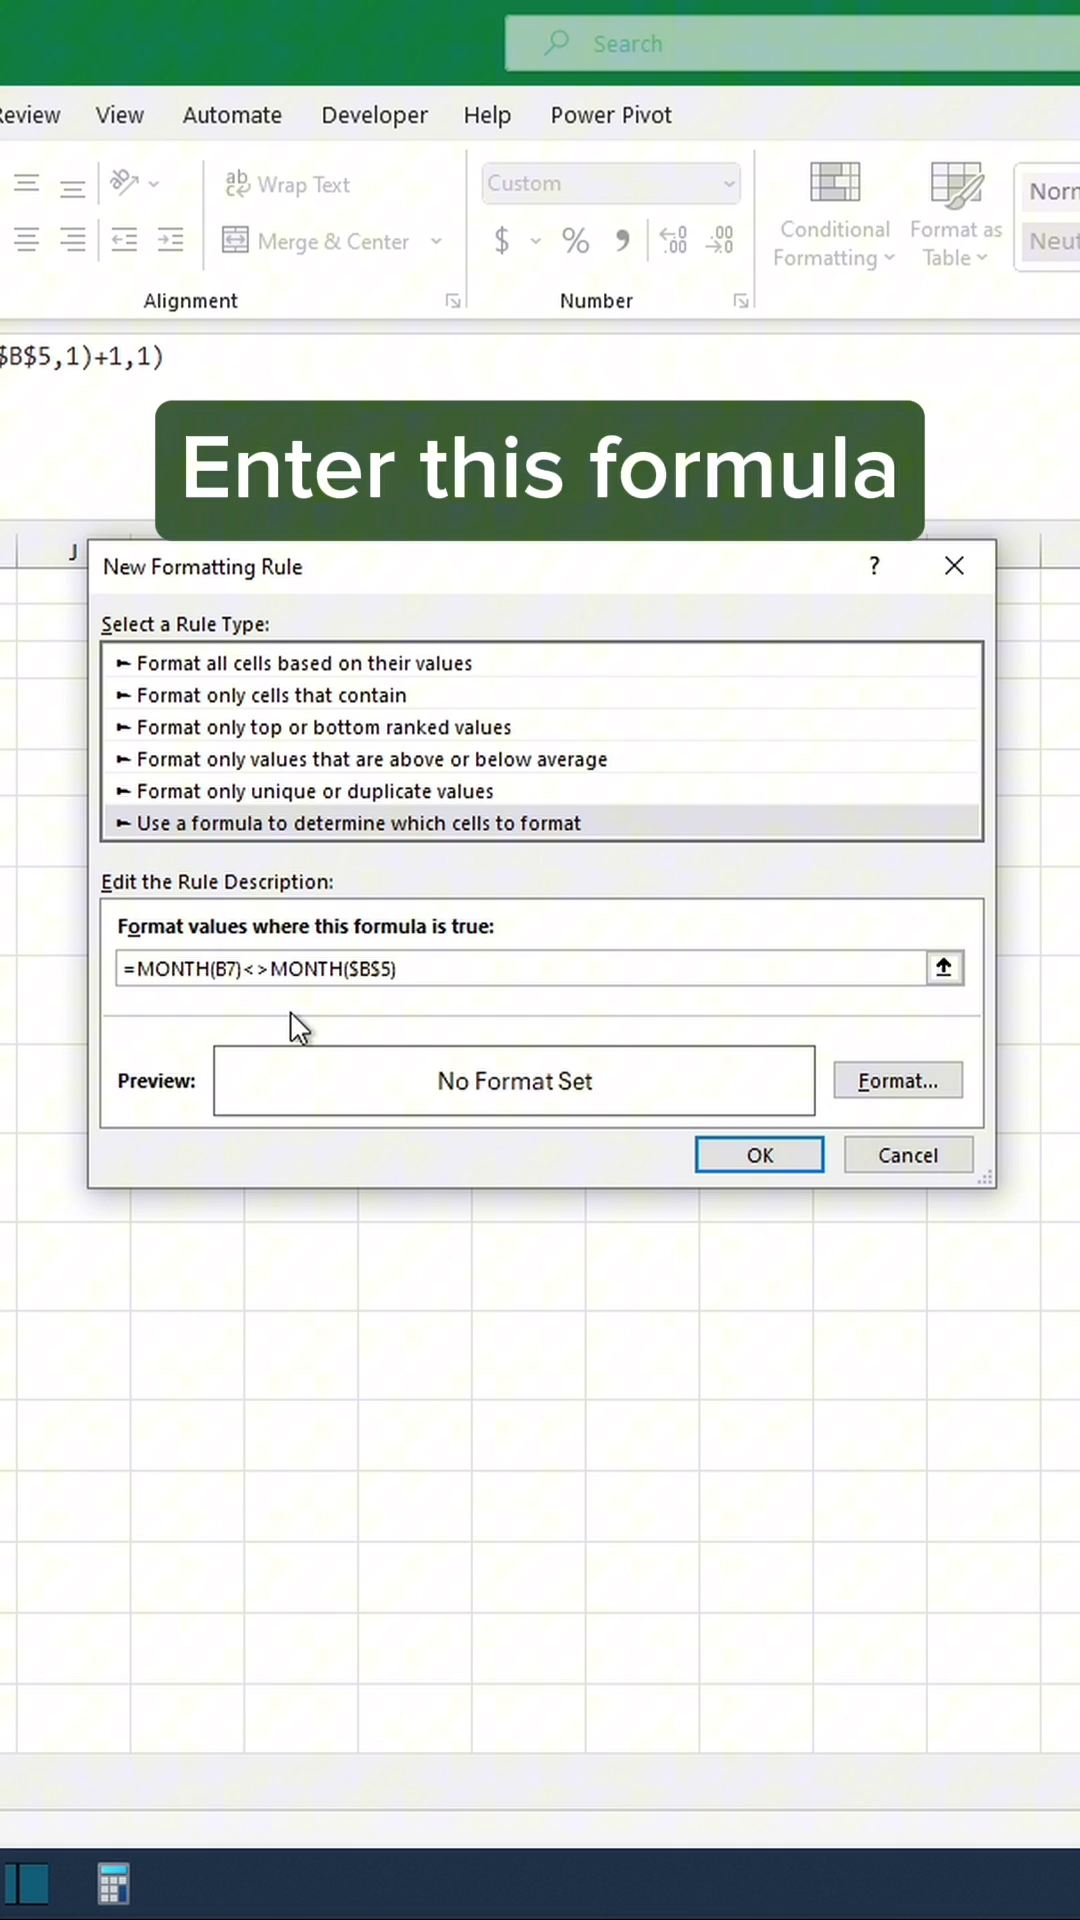 Search
Review View Automate Developer Help Power Pivot
Wrap Text
Custom
Merge & Center
$ % 9 .00 .00
Conditional
Formatting
Format as
Table
Alignment
Number
$B$5,1)+1,1)
Enter this formula
J
New Formatting Rule ?
Select a Rule Type:
► Format all cells based on their values
► Format only cells that contain
► Format only top or bottom ranked values
► Format only values that are above or below average
► Format only unique or duplicate values
► Use a formula to determine which cells to format
Edit the Rule Description:
Format values where this formula is true:
=MONTH(B7)<>MONTH($B$5)
Preview:
No Format Set
Format...
OK
Cancel